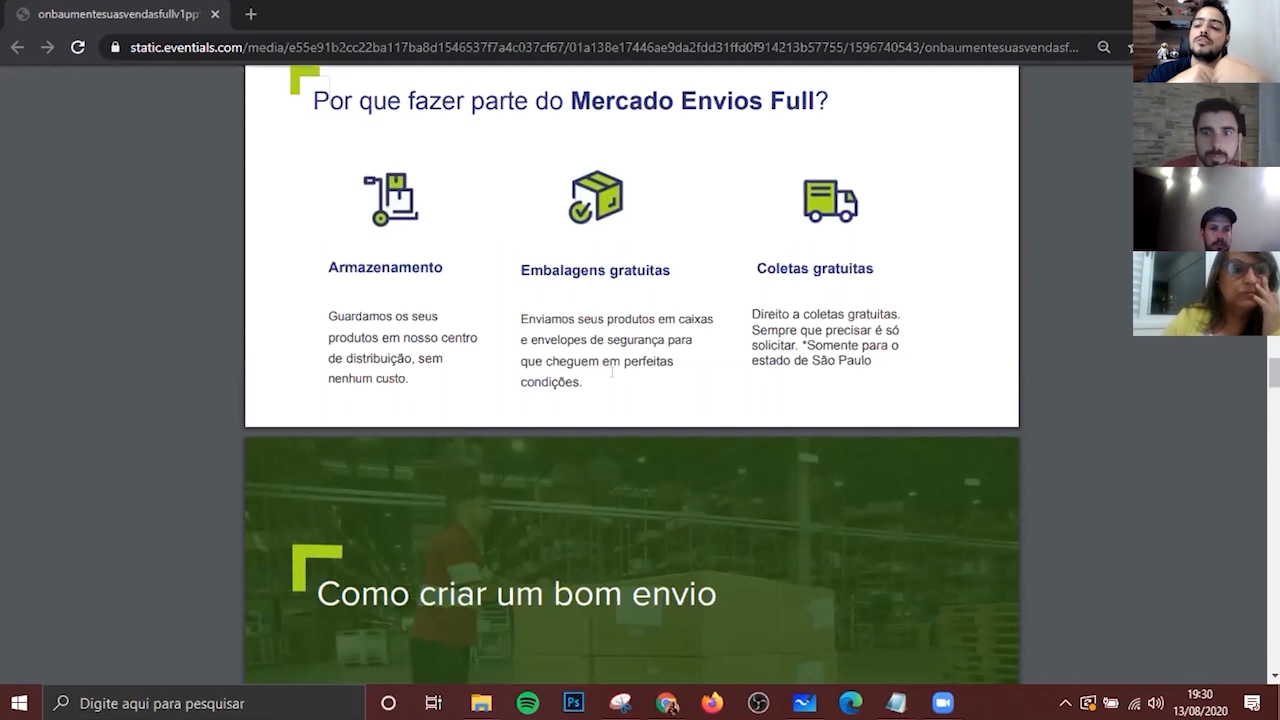 onbaumentesuasvendasfullv1pp
static.eventials.com/media/e55e91b2cc22ba117ba8d1546537f7a4c037cf67/01a138e17446ae9da2fdd31ffd0f914213b57755/1596740543/onbaumentesuasvendasf...
Por que fazer parte do Mercado Envios Full?
Armazenamento
Guardamos os seus
produtos em nosso centro
de distribuição, sem
nenhum custo.
Embalagens gratuitas
Enviamos seus produtos em caixas
e envelopes de segurança para
que cheguem em perfeitas
condições.
Coletas gratuitas
Direito a coletas gratuitas.
Sempre que precisar é só
solicitar. *Somente para o
estado de São Paulo
Como criar um bom envio
Digite aqui para pesquisar
Ps
19:30
13/08/2020